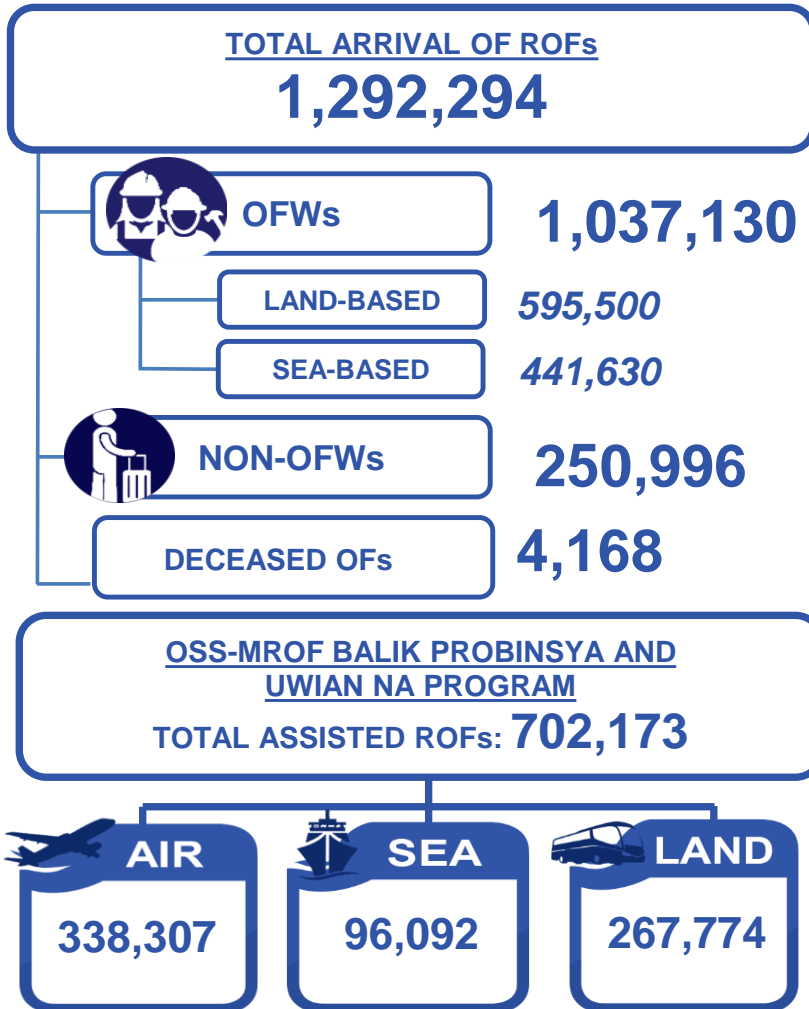 TOTAL ARRIVAL OF ROFs
1,292,294
OFWs 1,037,130
LAND-BASED 595,500
SEA-BASED 441,630
NON-OFWs 250,996
DECEASED OFs 4,168
OSS-MROF BALIK PROBINSYA AND
UWIAN NA PROGRAM
TOTAL ASSISTED ROFs: 702,173
AIR SEA LAND
338,307 96,092 267,774